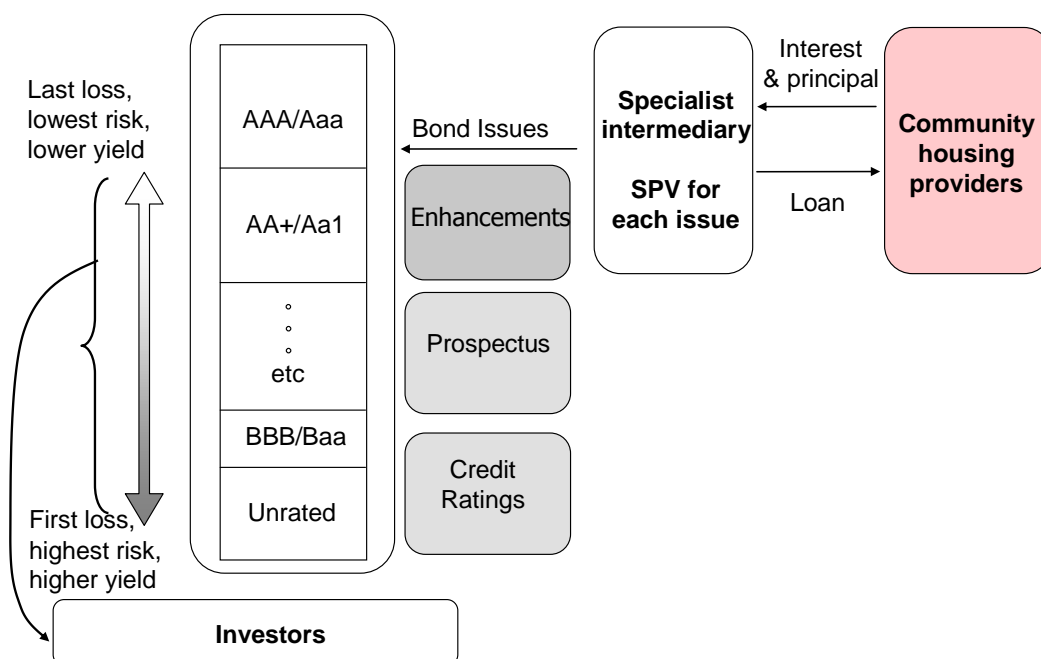 Last loss,
lowest risk,
lower yield
First loss,
highest risk,
higher yield
AAA/Aaa
AA+/Aa1
etc
BBB/Baa
Unrated
Bond Issues
Enhancements
Prospectus
Credit
Ratings
Specialist
intermediary
SPV for
each issue
Interest
& principal
Loan
Community
housing
providers
Investors